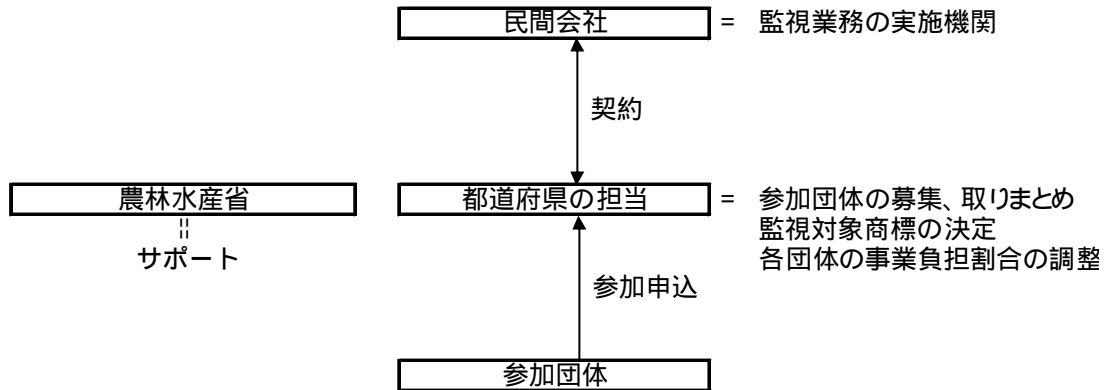 民間会社 = 監視業務の実施機関
契約
農林水産省 都道府県の担当 = 参加団体の募集、取りまとめ
監視対象商標の決定
サポート 各団体の事業負担割合の調整
参加申込
参加団体